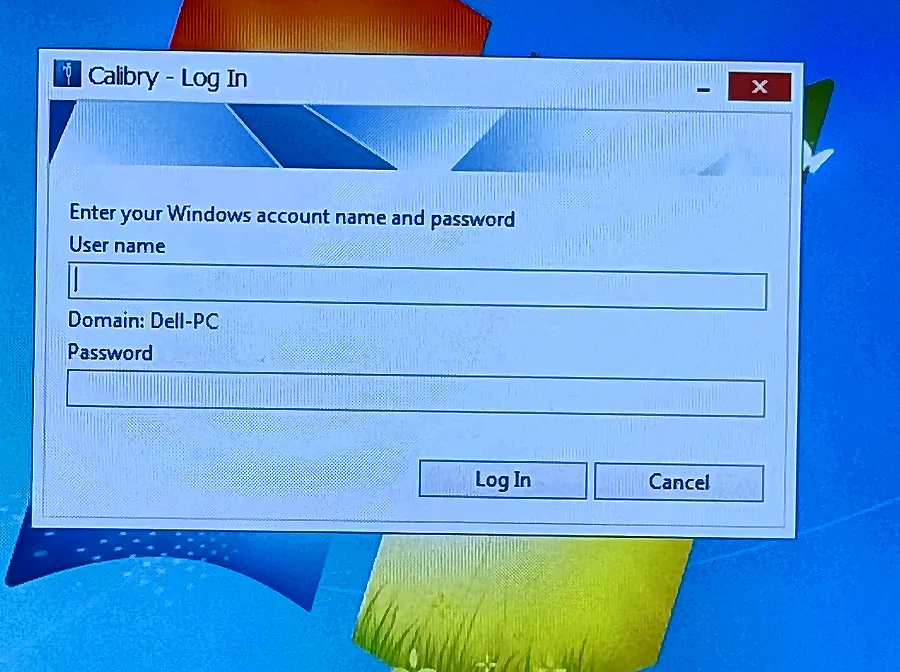 Calibry - Log In
Enter your Windows account name and password
User name
Domain: Dell-PC
Password
Log In Cancel